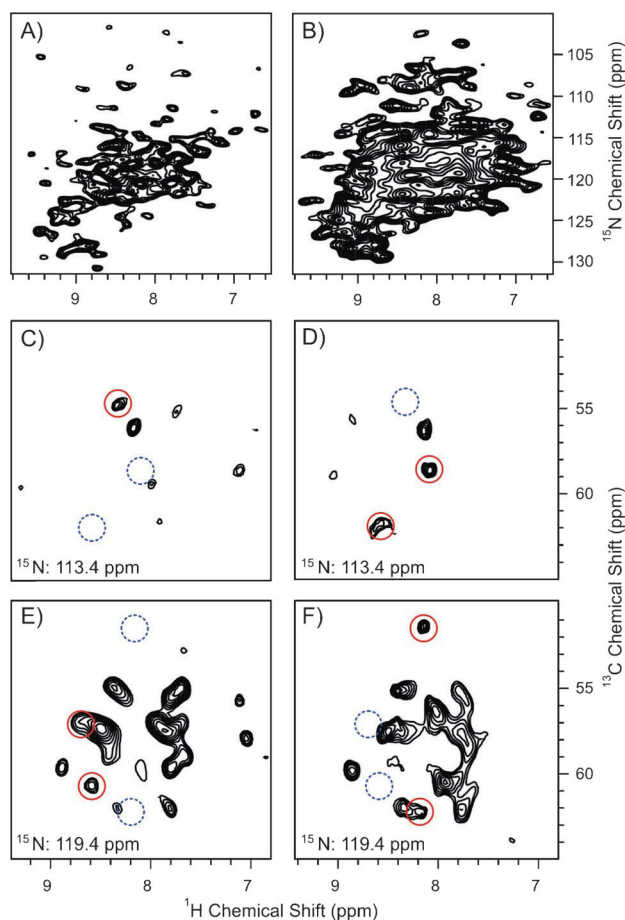 A)
B)
105
110
115
120
125
130
15N Chemical Shift (ppm)
9 8 7
9 8 7
C)
15N: 113.4 ppm
D)
15N: 113.4 ppm
55
60
E)
15N: 119.4 ppm
F)
15N: 119.4 ppm
55
60
13C Chemical Shift (ppm)
9 8 7
9 8 7
1H Chemical Shift (ppm)